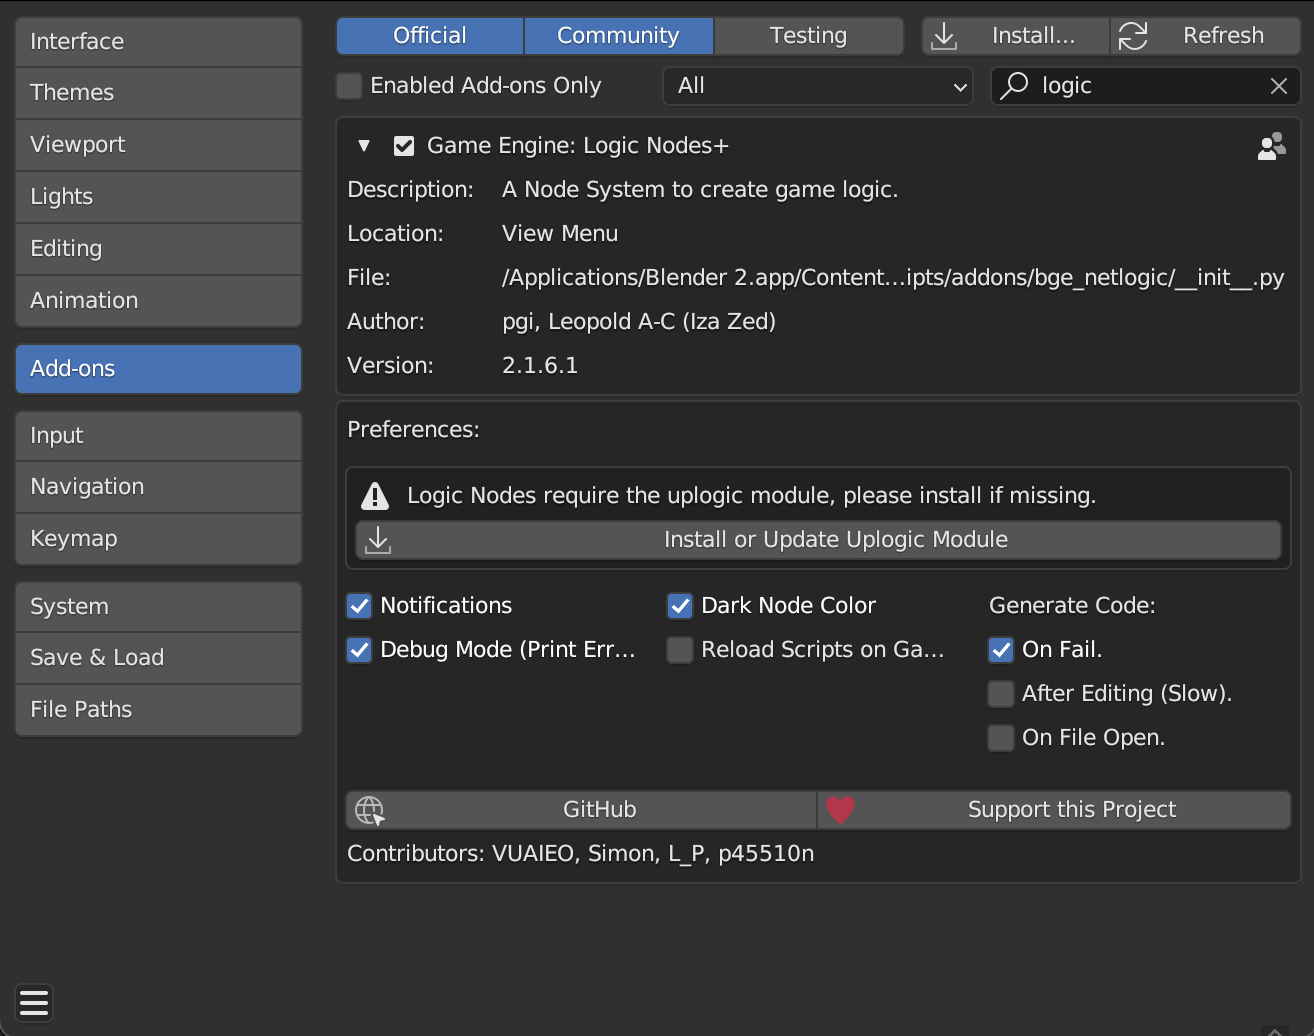 Interface
Themes
Viewport
Lights
Editing
Animation
Add-ons
Input
Navigation
Keymap
System
Save & Load
File Paths
Official Community Testing Install... Refresh
Enabled Add-ons Only All logic
Game Engine: Logic Nodes+
Description: A Node System to create game logic.
Location: View Menu
File: /Applications/Blender 2.app/Content...ipts/addons/bge_netlogic/__init__.py
Author: pgi, Leopold A-C (Iza Zed)
Version: 2.1.6.1
Preferences:
Logic Nodes require the uplogic module, please install if missing.
Install or Update Uplogic Module
Notifications Dark Node Color Generate Code:
Debug Mode (Print Err... Reload Scripts on Ga... On Fail.
After Editing (Slow).
On File Open.
GitHub Support this Project
Contributors: VUAIEO, Simon, L_P, p45510n